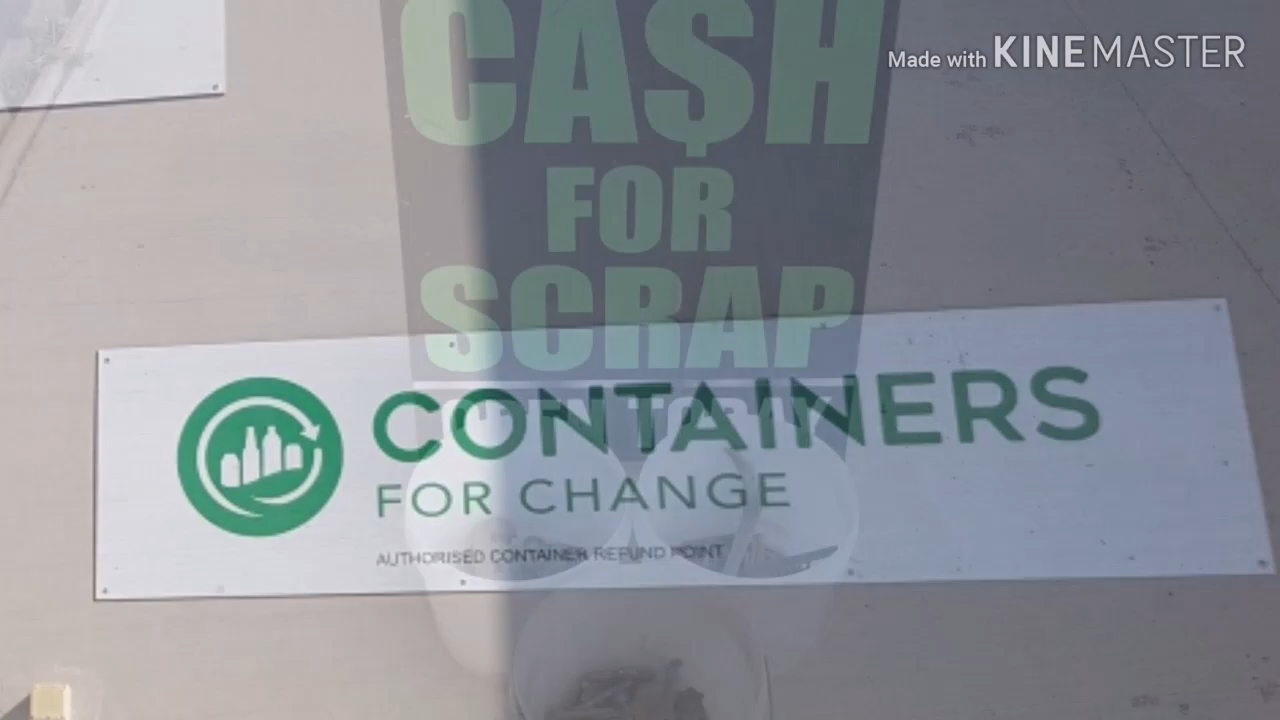 Made with KINEMASTER
CA$H
FOR
SCRAP
CONTAINERS
FOR CHANGE
AUTHORISED CONTAINER REFUND POINT